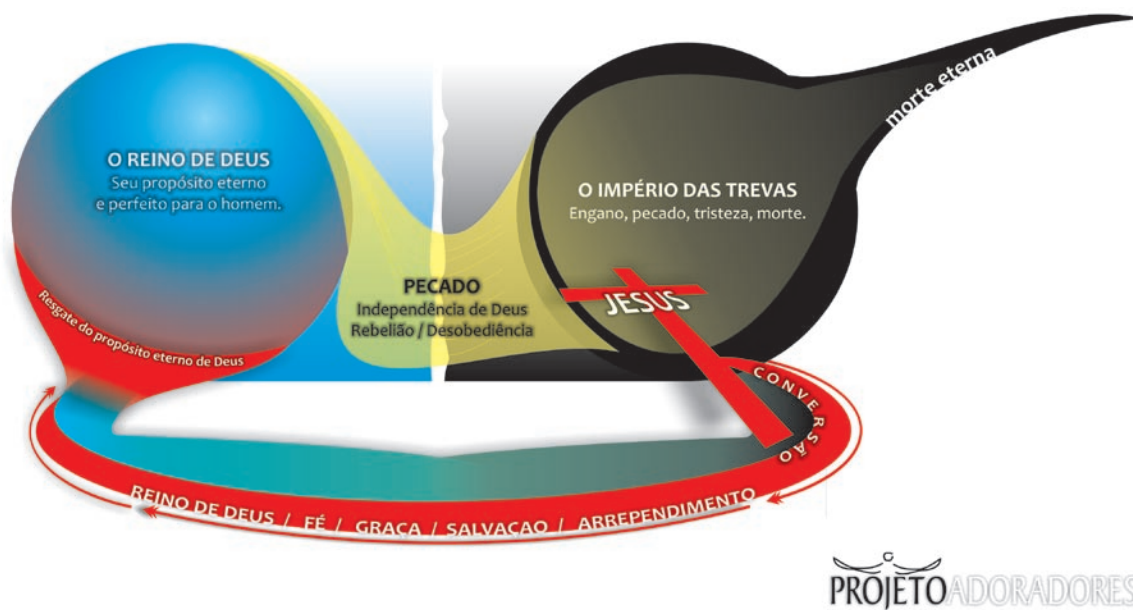 O REINO DE DEUS
Seu propósito eterno
e perfeito para o homem.
Resgate do propósito eterno de Deus
PECADO
Independência de Deus
Rebelião / Desobediência
O IMPÉRIO DAS TREVAS
Engano, pecado, tristeza, morte.
morte eterna
JESUS
CONVERSÃO
REINO DE DEUS / FÉ / GRAÇA / SALVAÇAO / ARREPENDIMENTO
PROJETOADORADORES